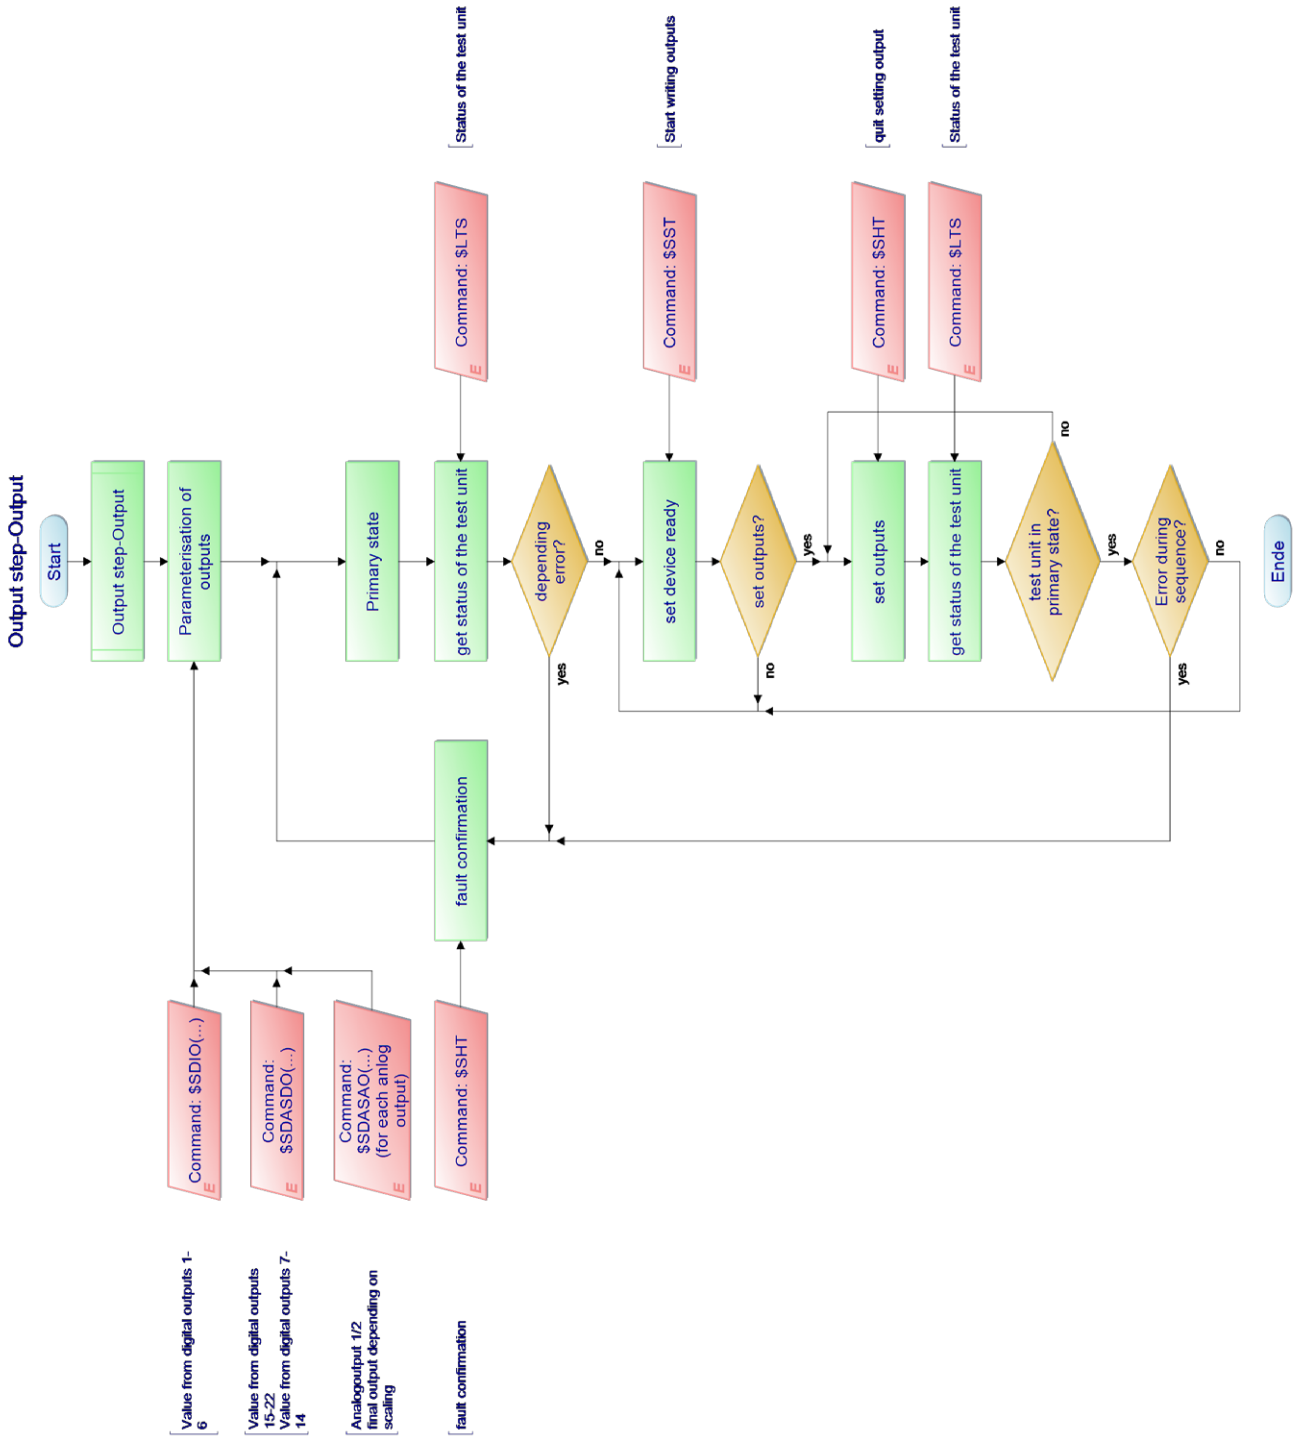 Output step-Output
Start
Output step-Output
Value from digital outputs 1-
6
Command: $SDIO(...)
E
Parameterisation of
outputs
Value from digital outputs
15-22
Value from digital outputs 7-
14
Command:
$SDASDO(...)
E
Analogoutput 1/2
final output depending on
scaling
Command:
$SDASAO(...)
(for each anlog
output)
E
Primary state
fault confirmation
Command: $SHT
E
fault confirmation
get status of the test unit
Command: $LTS
E
Status of the test unit
depending
error?
yes
no
set device ready
Command: $SST
E
Start writing outputs
set outputs?
no
yes
set outputs
Command: $SHT
E
quit setting output
get status of the test unit
Command: $LTS
E
Status of the test unit
test unit in
primary state?
no
yes
Error during
sequence?
yes
no
Ende